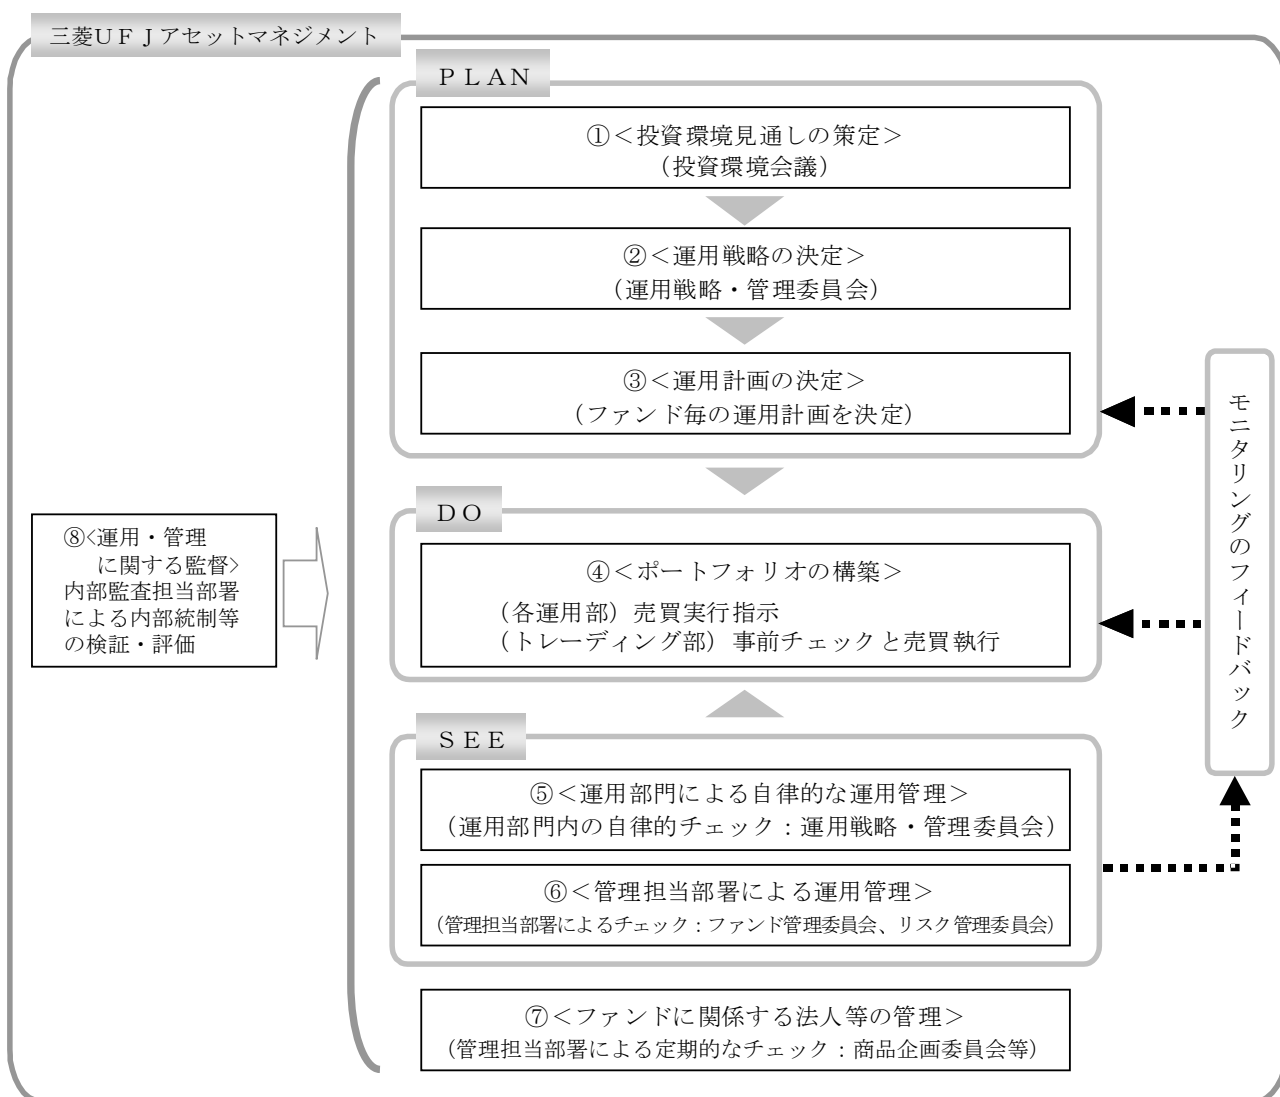 三菱ＵＦＪアセットマネジメント
ＰＬＡＮ
①＜投資環境見通しの策定＞
（投資環境会議）
②＜運用戦略の決定＞
（運用戦略・管理委員会）
③＜運用計画の決定＞
（ファンド毎の運用計画を決定）
ＤＯ
④＜ポートフォリオの構築＞
（各運用部）売買実行指示
（トレーディング部）事前チェックと売買執行
ＳＥＥ
⑤＜運用部門による自律的な運用管理＞
（運用部門内の自律的チェック：運用戦略・管理委員会）
⑥＜管理担当部署による運用管理＞
（管理担当部署によるチェック：ファンド管理委員会、リスク管理委員会）
⑦＜ファンドに関係する法人等の管理＞
（管理担当部署による定期的なチェック：商品企画委員会等）
⑧<運用・管理
に関する監督>
内部監査担当部署
による内部統制等
の検証・評価
モニタリングのフィードバック